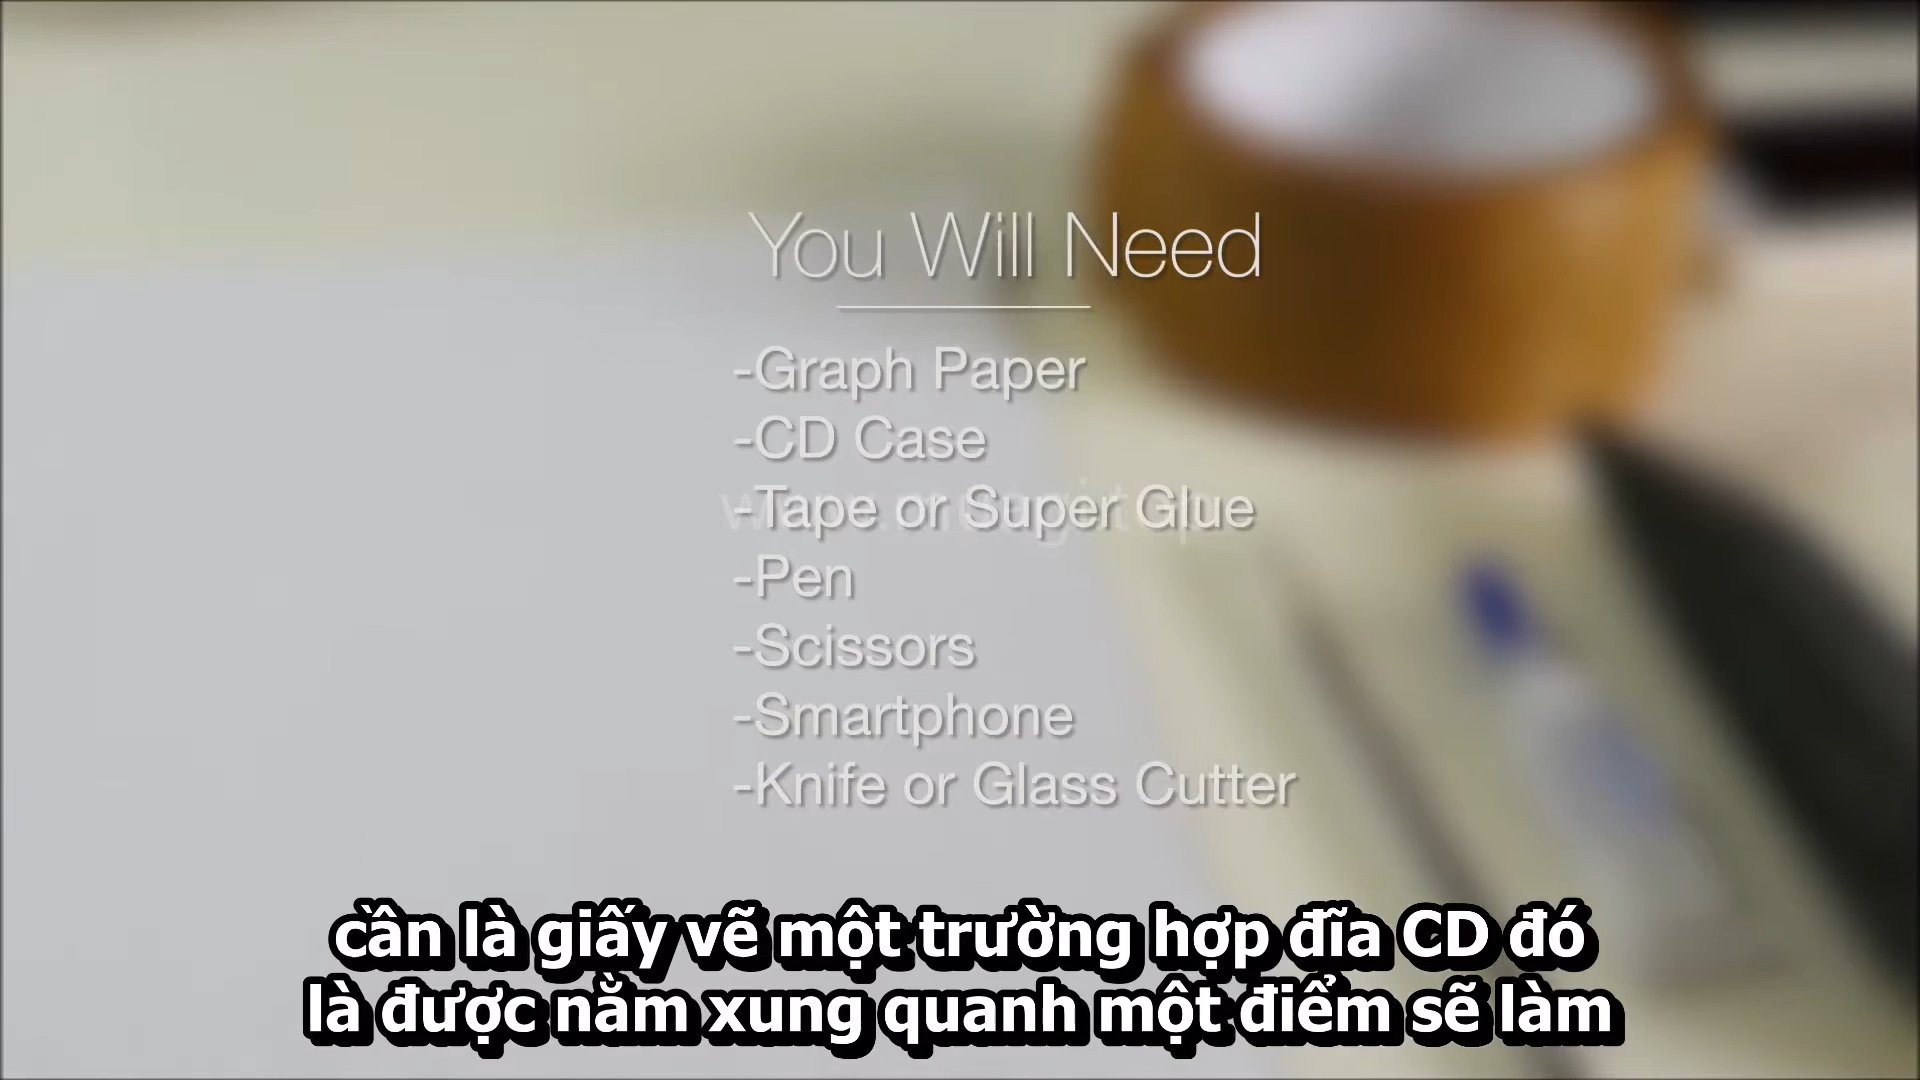 You Will Need
-Graph Paper
-CD Case
-Tape or Super Glue
-Pen
-Scissors
-Smartphone
-Knife or Glass Cutter
cần là giấy vẽ một trường hợp đĩa CD đó
là được nằm xung quanh một điểm sẽ làm